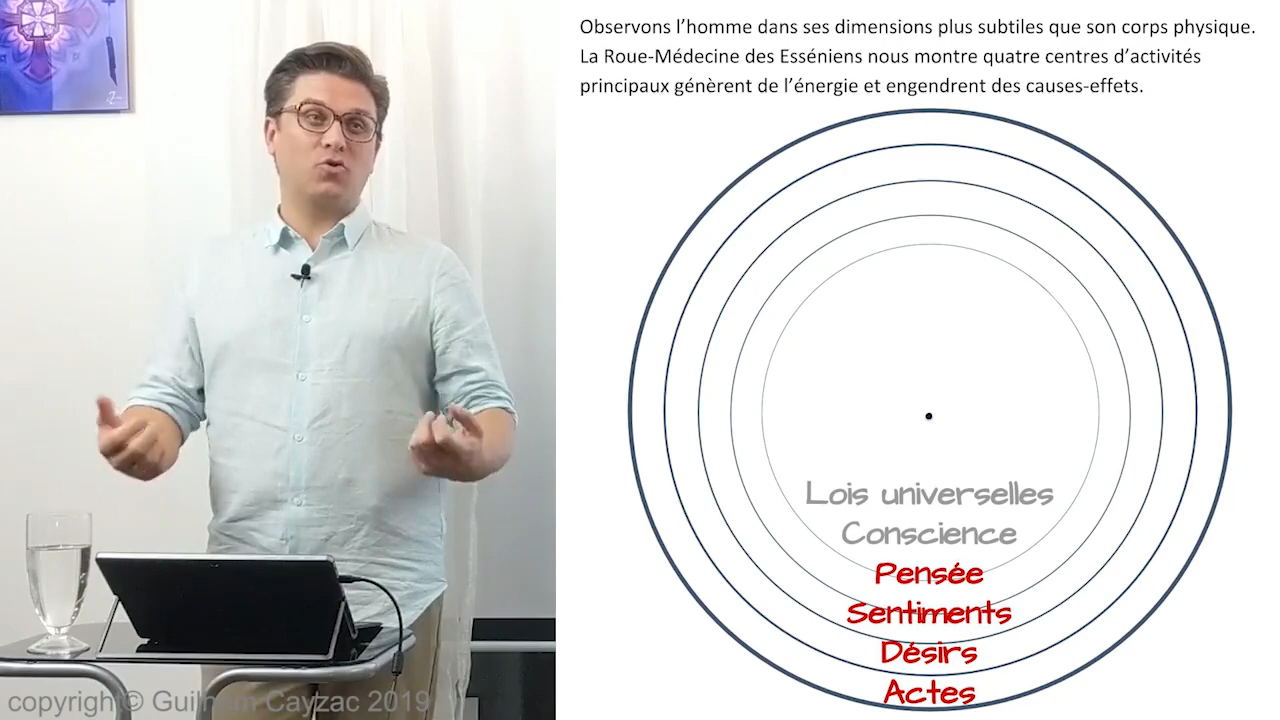 Observons l’homme dans ses dimensions plus subtiles que son corps physique.
La Roue-Médecine des Esséniens nous montre quatre centres d’activités
principaux génèrent de l’énergie et engendrent des causes-effets.
Lois universelles
Conscience
Pensée
Sentiments
Désirs
Actes
copyright© Guilhem Cayzac 2019